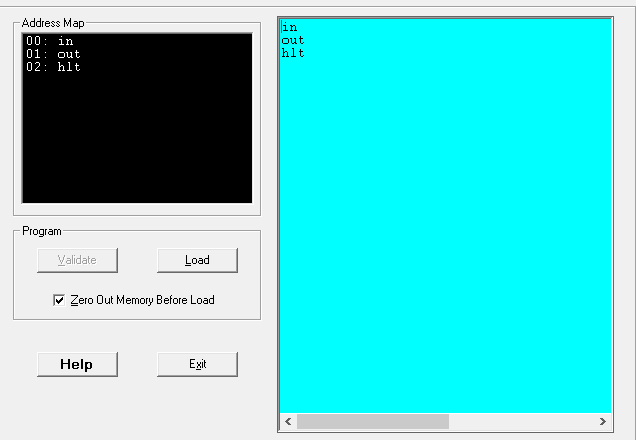 Address Map
00: in
01: out
02: hlt
Program
Validate
Load
Zero Out Memory Before Load
Help
Exit
in
out
hlt